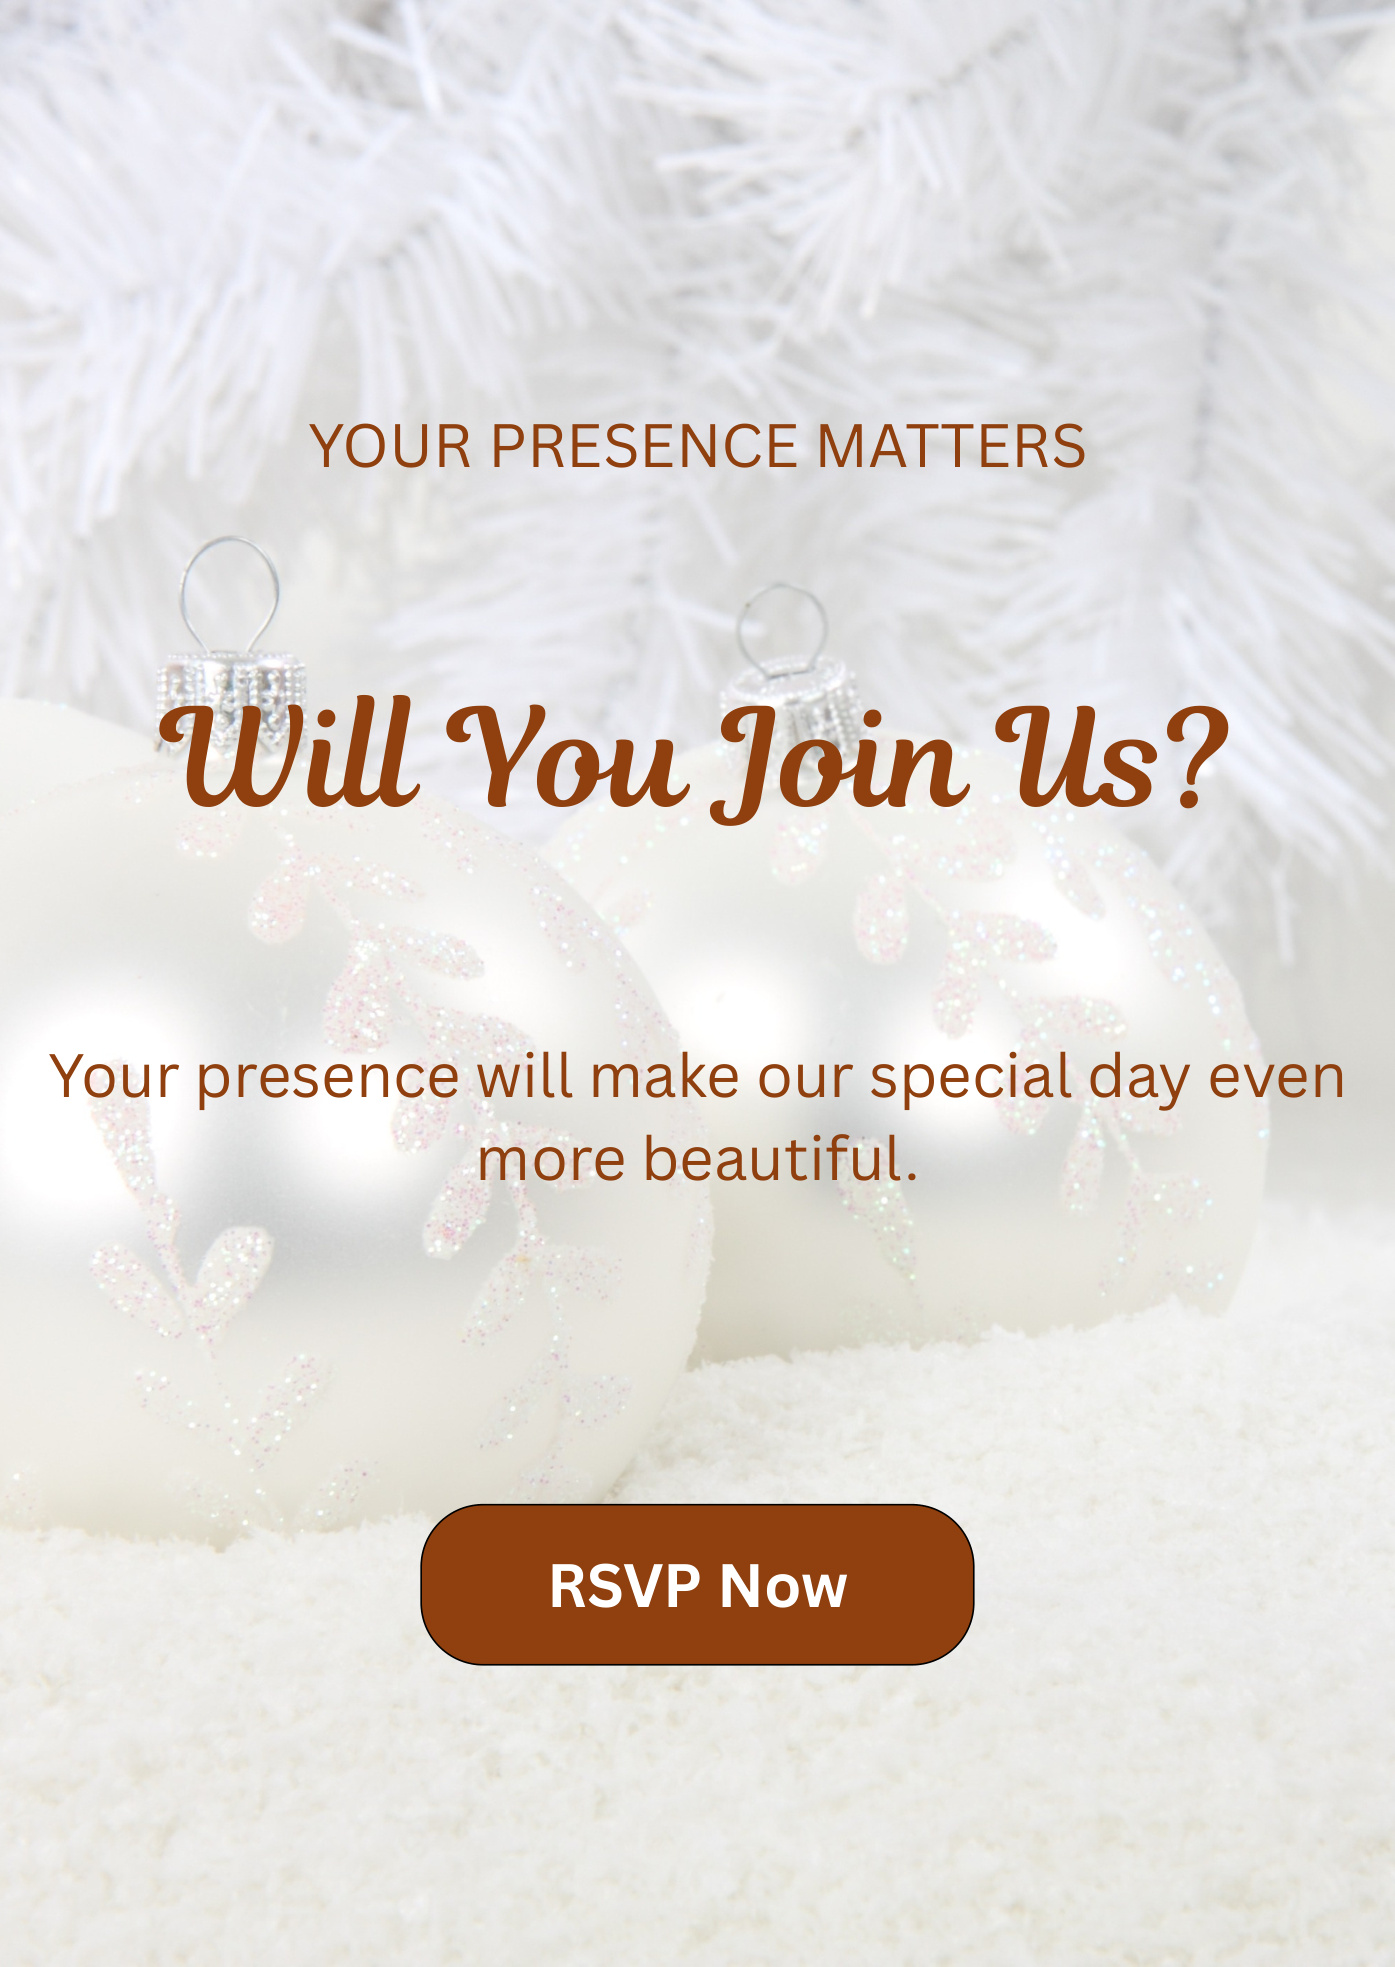 YOUR PRESENCE MATTERS
Will You Join Us?
Your presence will make our special day even
more beautiful.
RSVP Now